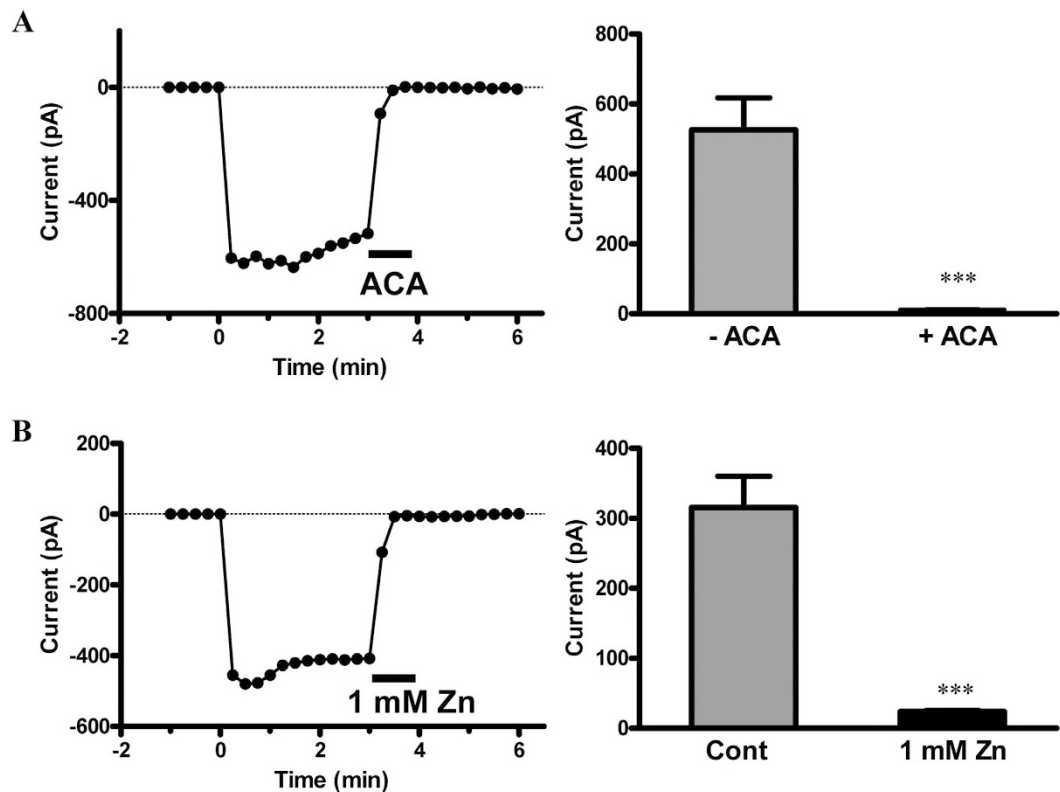 A
0
-400
-800
Current (pA)
-2
0
2
4
6
Time (min)
ACA
800
600
400
200
0
Current (pA)
***
- ACA
+ ACA
B
200
0
-200
-400
-600
Current (pA)
-2
0
2
4
6
Time (min)
1 mM Zn
400
300
200
100
0
Current (pA)
***
Cont
1 mM Zn